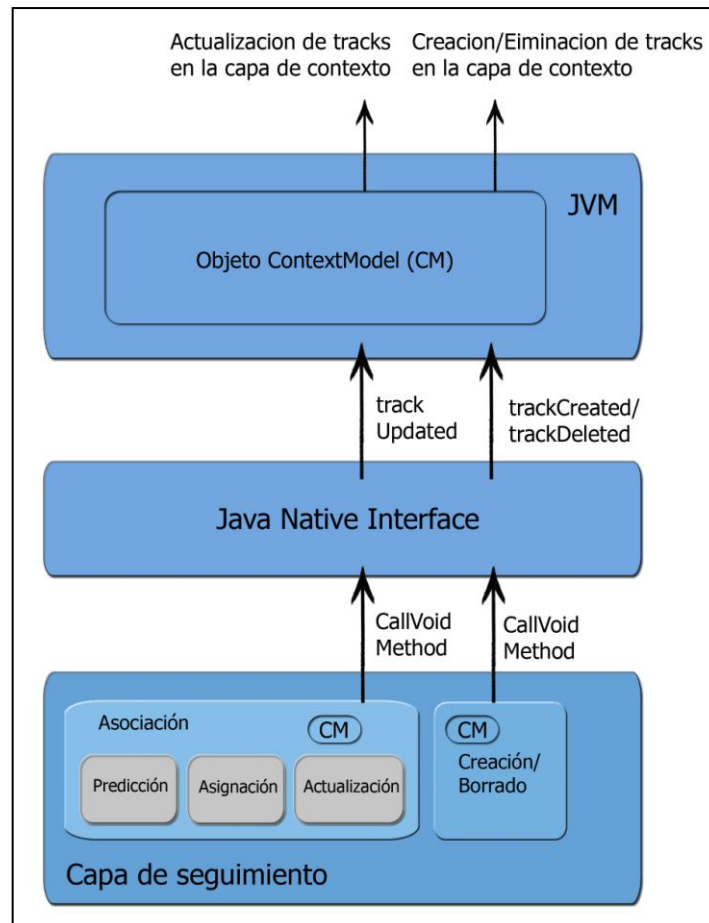 Actualizacion de tracks
en la capa de contexto
Creacion/Eiminacion de tracks
en la capa de contexto
JVM
Objeto ContextModel (CM)
track
Updated
trackCreated/
trackDeleted
Java Native Interface
CallVoid
Method
CallVoid
Method
Asociación
CM
CM
Creación/
Borrado
Predicción
Asignación
Actualización
Capa de seguimiento